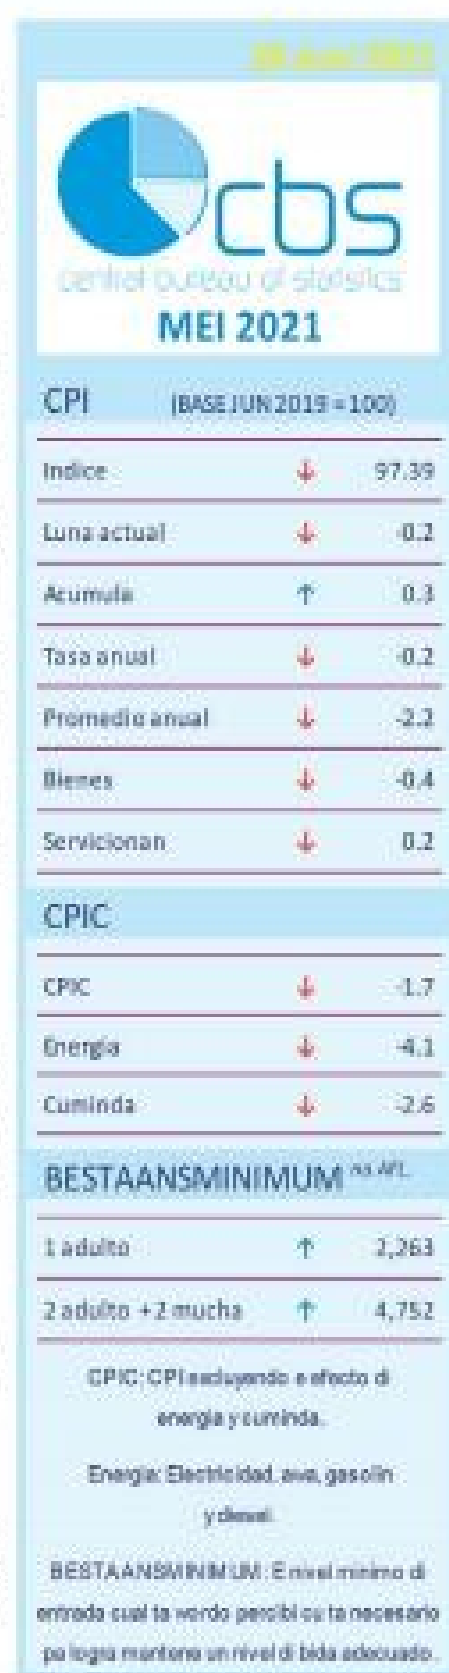 cbs
central bureau of statistics
MEI 2021
CPI (BASE JUN 2019 = 100)
Indice ↓ 97.39
Luna actual ↓ -0.2
Acumula ↑ 0.3
Tasa anual ↓ -0.2
Promedio anual ↓ -2.2
Bienes ↓ -0.4
Servicionan ↓ 0.2
CPIC
CPIC ↓ -1.7
Energia ↓ -4.1
Cuminda ↓ -2.6
BESTAANSMINIMUM na AFL.
1 adulto ↑ 2,263
2 adulto + 2 mucha ↑ 4,752
CPIC: CPI excluyendo e efecto di
energia y cuminda.
Energia: Electricidad, awa, gasolin
y diesel.
BESTAANSMINIMUM: E nivel minimo di
entrada cual ta wordo percibi cu ta necesario
pa logra mantene un nivel di bida adecuado.